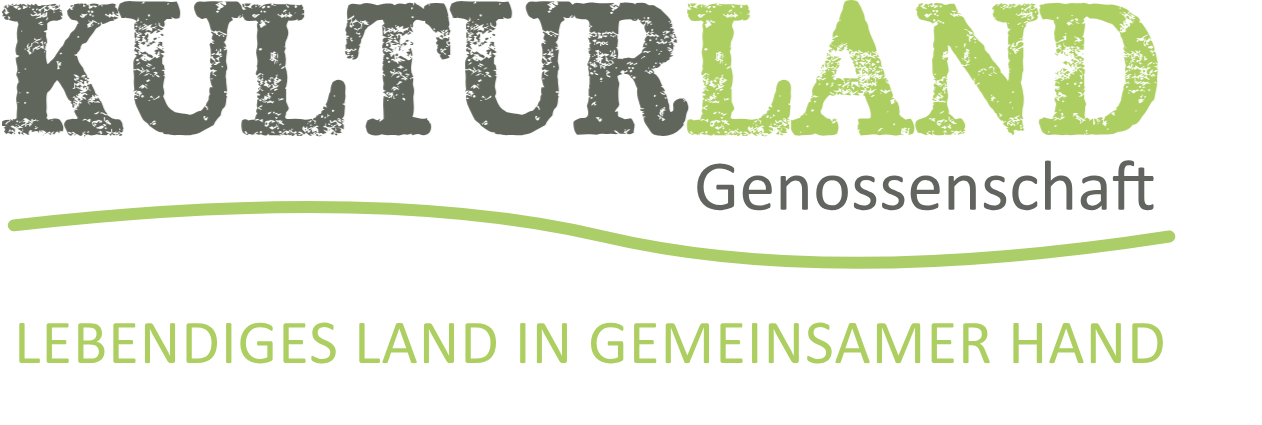 KULTURLAND
Genossenschaft
LEBENDIGES LAND IN GEMEINSAMER HAND